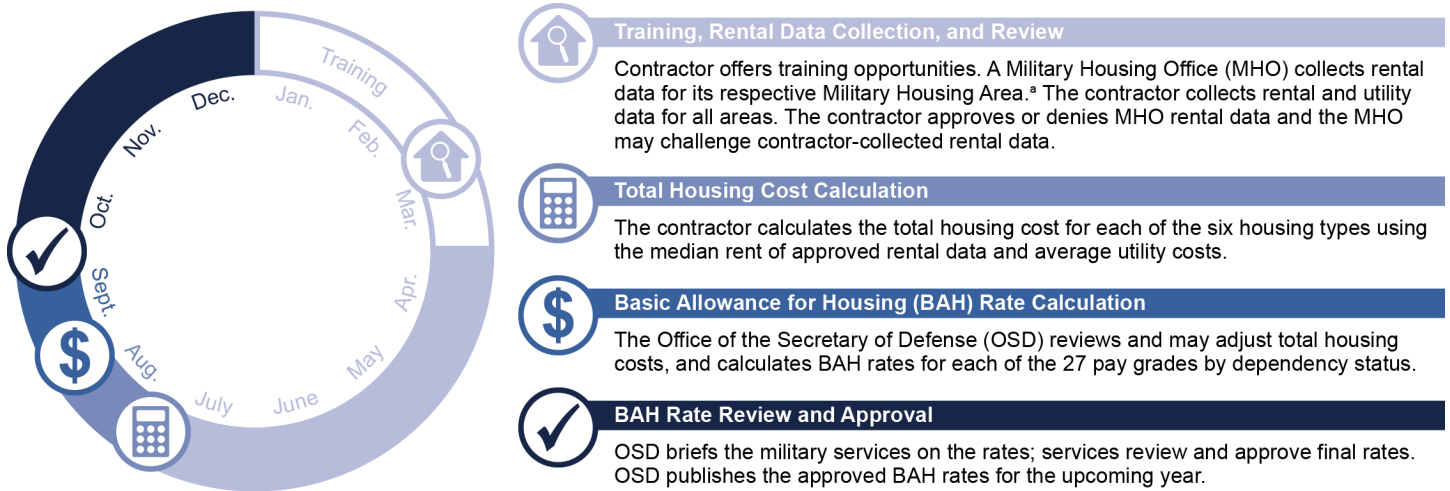 Training
Jan.
Feb.
Mar.
Apr.
May
June
July
Aug.
Sept.
Oct.
Nov.
Dec.
$
Training, Rental Data Collection, and Review
Contractor offers training opportunities. A Military Housing Office (MHO) collects rental
data for its respective Military Housing Area.ª The contractor collects rental and utility
data for all areas. The contractor approves or denies MHO rental data and the MHO
may challenge contractor-collected rental data.
Total Housing Cost Calculation
The contractor calculates the total housing cost for each of the six housing types using
the median rent of approved rental data and average utility costs.
$
Basic Allowance for Housing (BAH) Rate Calculation
The Office of the Secretary of Defense (OSD) reviews and may adjust total housing
costs, and calculates BAH rates for each of the 27 pay grades by dependency status.
BAH Rate Review and Approval
OSD briefs the military services on the rates; services review and approve final rates.
OSD publishes the approved BAH rates for the upcoming year.